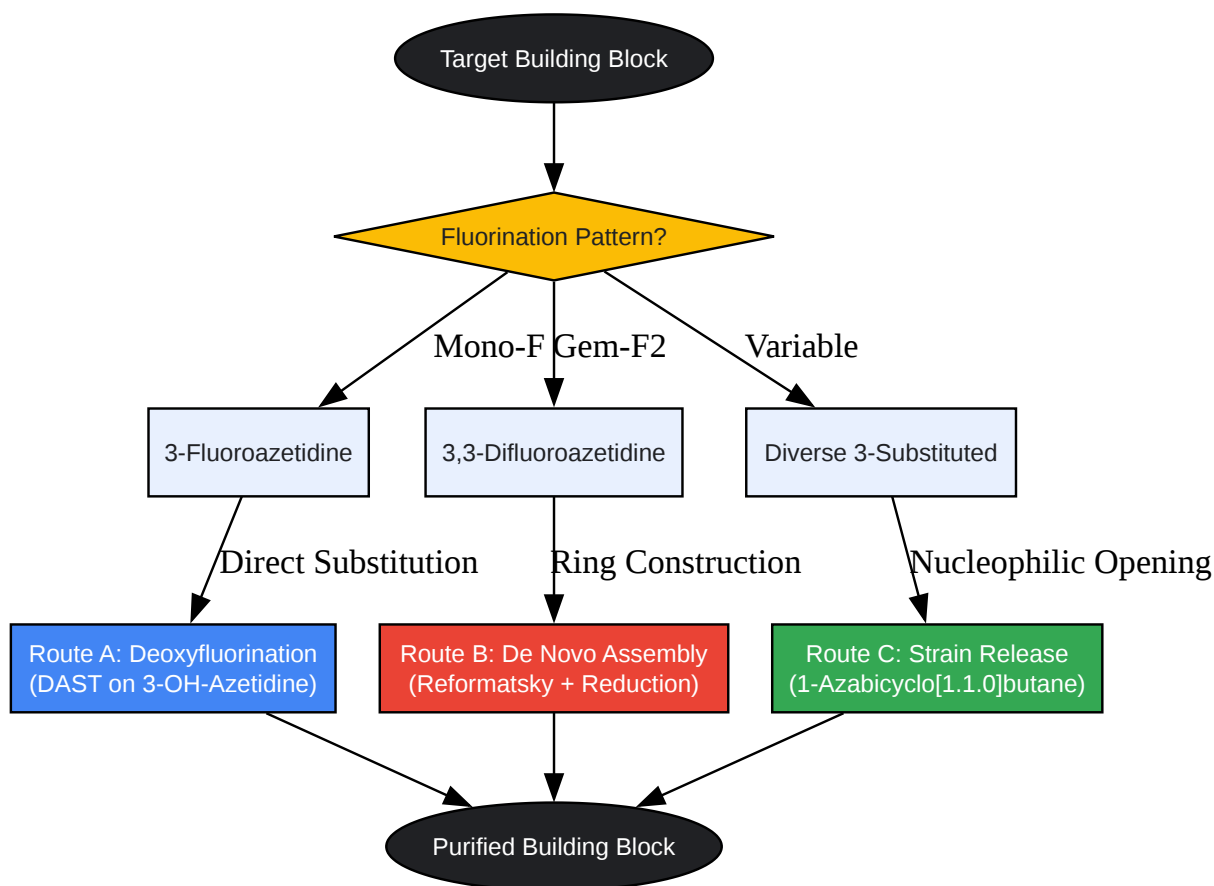 Target Building Block
Fluorination Pattern?
Mono-F
Gem-F2
Variable
3-Fluoroazetidine
3,3-Difluoroazetidine
Diverse 3-Substituted
Direct Substitution
Ring Construction
Nucleophilic Opening
Route A: Deoxyfluorination
(DAST on 3-OH-Azetidine)
Route B: De Novo Assembly
(Reformatsky + Reduction)
Route C: Strain Release
(1-Azabicyclo[1.1.0]butane)
Purified Building Block